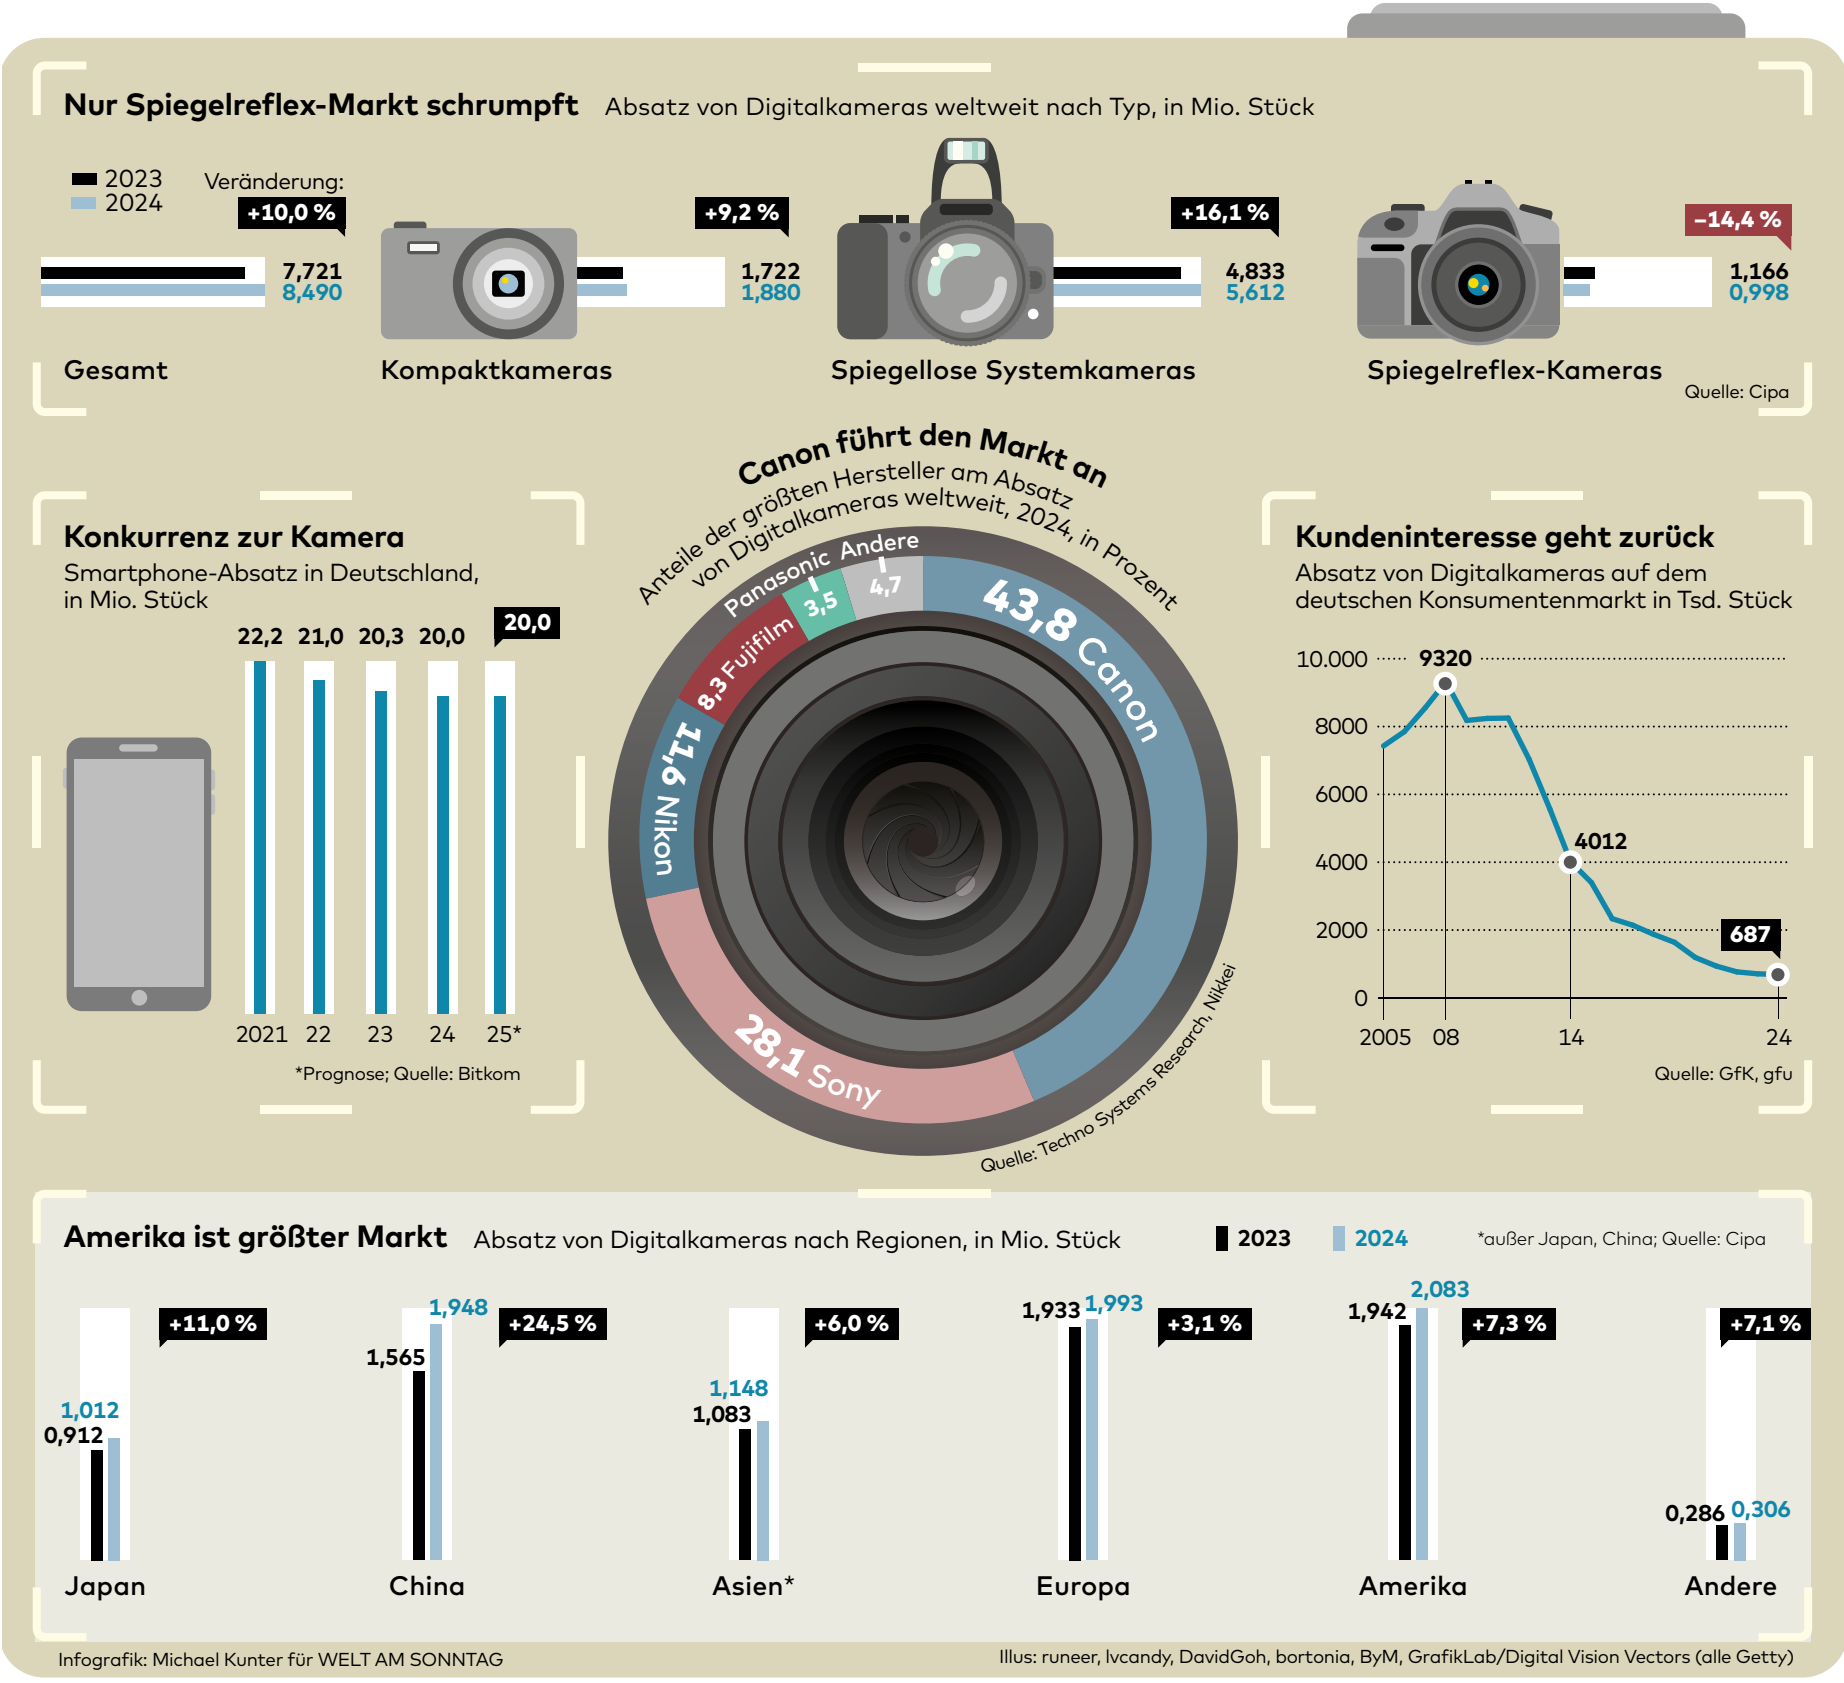 Nur Spiegelreflex-Markt schrumpft Absatz von Digitalkameras weltweit nach Typ, in Mio. Stück
2023
2024
Veränderung:
+10,0 %
7,721
8,490
Gesamt
+9,2 %
1,722
1,880
Kompaktkameras
+16,1 %
4,833
5,612
Spiegellose Systemkameras
−14,4 %
1,166
0,998
Spiegelreflex-Kameras
Quelle: Cipa
Konkurrenz zur Kamera
Smartphone-Absatz in Deutschland,
in Mio. Stück
22,2 21,0 20,3 20,0 20,0
2021 22 23 24 25*
*Prognose; Quelle: Bitkom
Canon führt den Markt an
Anteile der größten Hersteller am Absatz
von Digitalkameras weltweit, 2024, in Prozent
43,8 Canon
28,1 Sony
11,6 Nikon
8,3 Fujifilm
Panasonic
3,5
Andere
4,7
Quelle: Techno Systems Research, Nikkei
Kundeninteresse geht zurück
Absatz von Digitalkameras auf dem
deutschen Konsumentenmarkt in Tsd. Stück
10.000
9320
8000
6000
4000
4012
2000
687
0
2005 08 14 24
Quelle: GfK, gfu
Amerika ist größter Markt Absatz von Digitalkameras nach Regionen, in Mio. Stück
2023 2024
*außer Japan, China; Quelle: Cipa
+11,0 %
1,012
0,912
Japan
+24,5 %
1,948
1,565
China
+6,0 %
1,148
1,083
Asien*
+3,1 %
1,933 1,993
Europa
+7,3 %
2,083
1,942
Amerika
+7,1 %
0,286 0,306
Andere
Infografik: Michael Kunter für WELT AM SONNTAG
Illus: runeer, lvcandy, DavidGoh, bortonia, ByM, GrafikLab/Digital Vision Vectors (alle Getty)